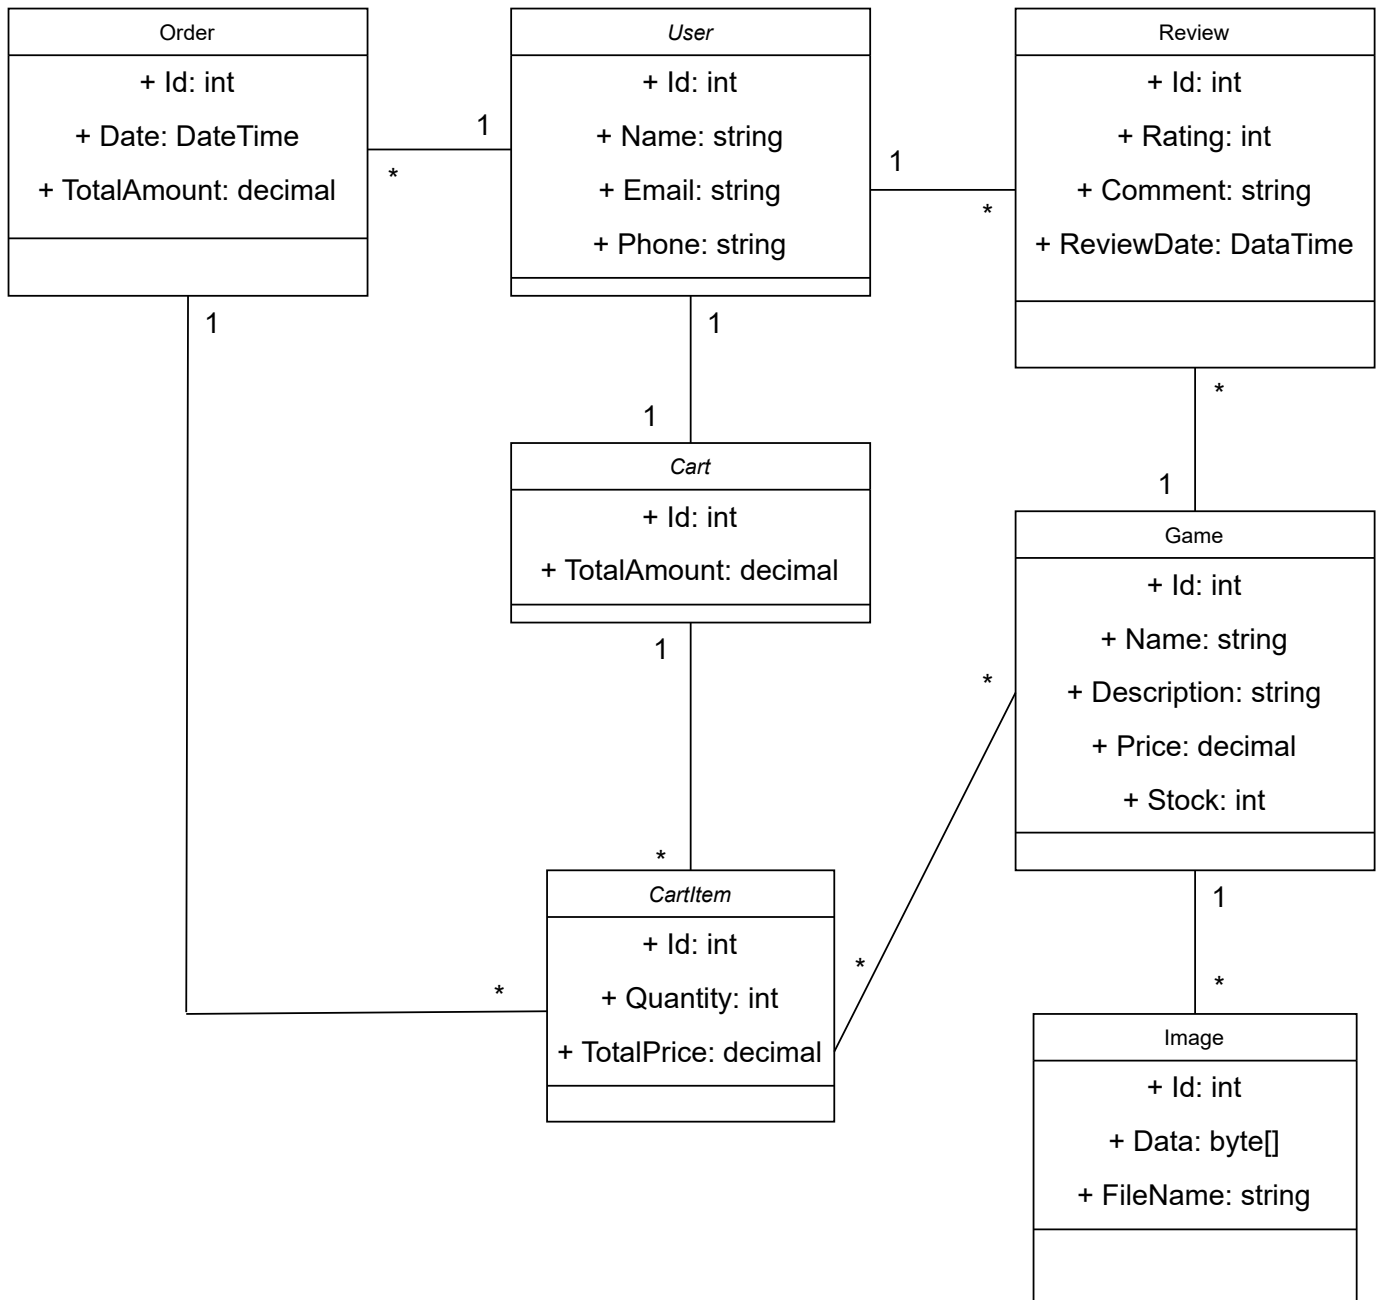 Order
+ Id: int
+ Date: DateTime
+ TotalAmount: decimal
1
*
User
+ Id: int
+ Name: string
+ Email: string
+ Phone: string
1
*
Review
+ Id: int
+ Rating: int
+ Comment: string
+ ReviewDate: DataTime
1
1
1
*
1
Cart
+ Id: int
+ TotalAmount: decimal
1
*
Game
+ Id: int
+ Name: string
+ Description: string
+ Price: decimal
+ Stock: int
*
*
*
CartItem
+ Id: int
+ Quantity: int
+ TotalPrice: decimal
1
*
Image
+ Id: int
+ Data: byte[]
+ FileName: string